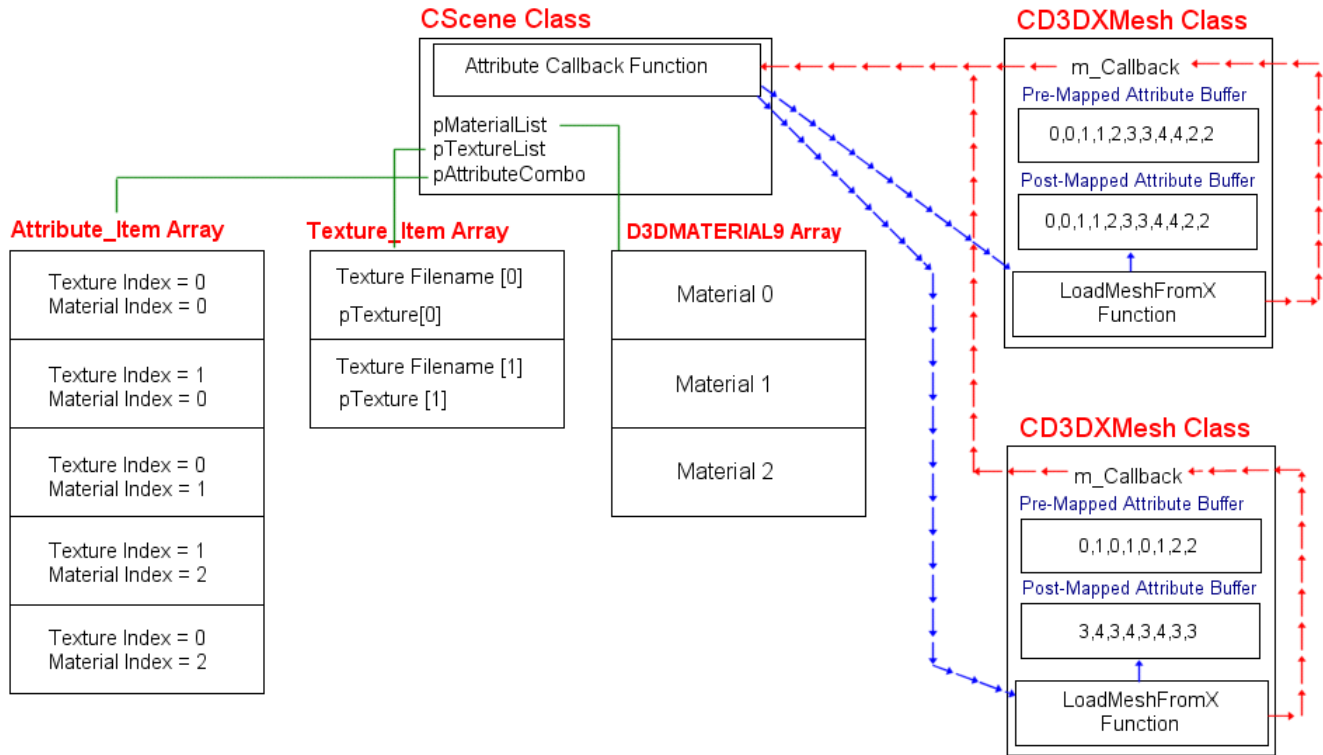 CScene Class
Attribute Callback Function
pMaterialList
pTextureList
pAttributeCombo
CD3DXMesh Class
m_Callback
Pre-Mapped Attribute Buffer
0,0,1,1,2,3,3,4,4,2,2
Post-Mapped Attribute Buffer
0,0,1,1,2,3,3,4,4,2,2
LoadMeshFromX
Function
Attribute_Item Array
Texture Index = 0
Material Index = 0
Texture Index = 1
Material Index = 0
Texture Index = 0
Material Index = 1
Texture Index = 1
Material Index = 2
Texture Index = 0
Material Index = 2
Texture_Item Array
Texture Filename [0]
pTexture[0]
Texture Filename [1]
pTexture [1]
D3DMATERIAL9 Array
Material 0
Material 1
Material 2
CD3DXMesh Class
m_Callback
Pre-Mapped Attribute Buffer
0,1,0,1,0,1,2,2
Post-Mapped Attribute Buffer
3,4,3,4,3,4,3,3
LoadMeshFromX
Function